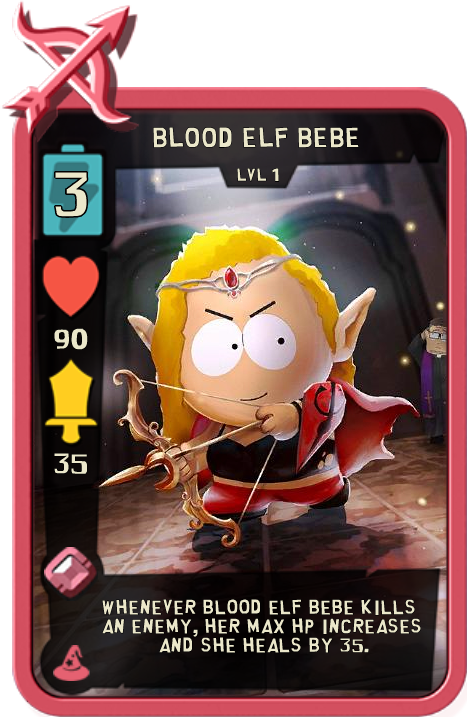 BLOOD ELF BEBE
LVL 1
3
90
35
WHENEVER BLOOD ELF BEBE KILLS
AN ENEMY, HER MAX HP INCREASES
AND SHE HEALS BY 35.